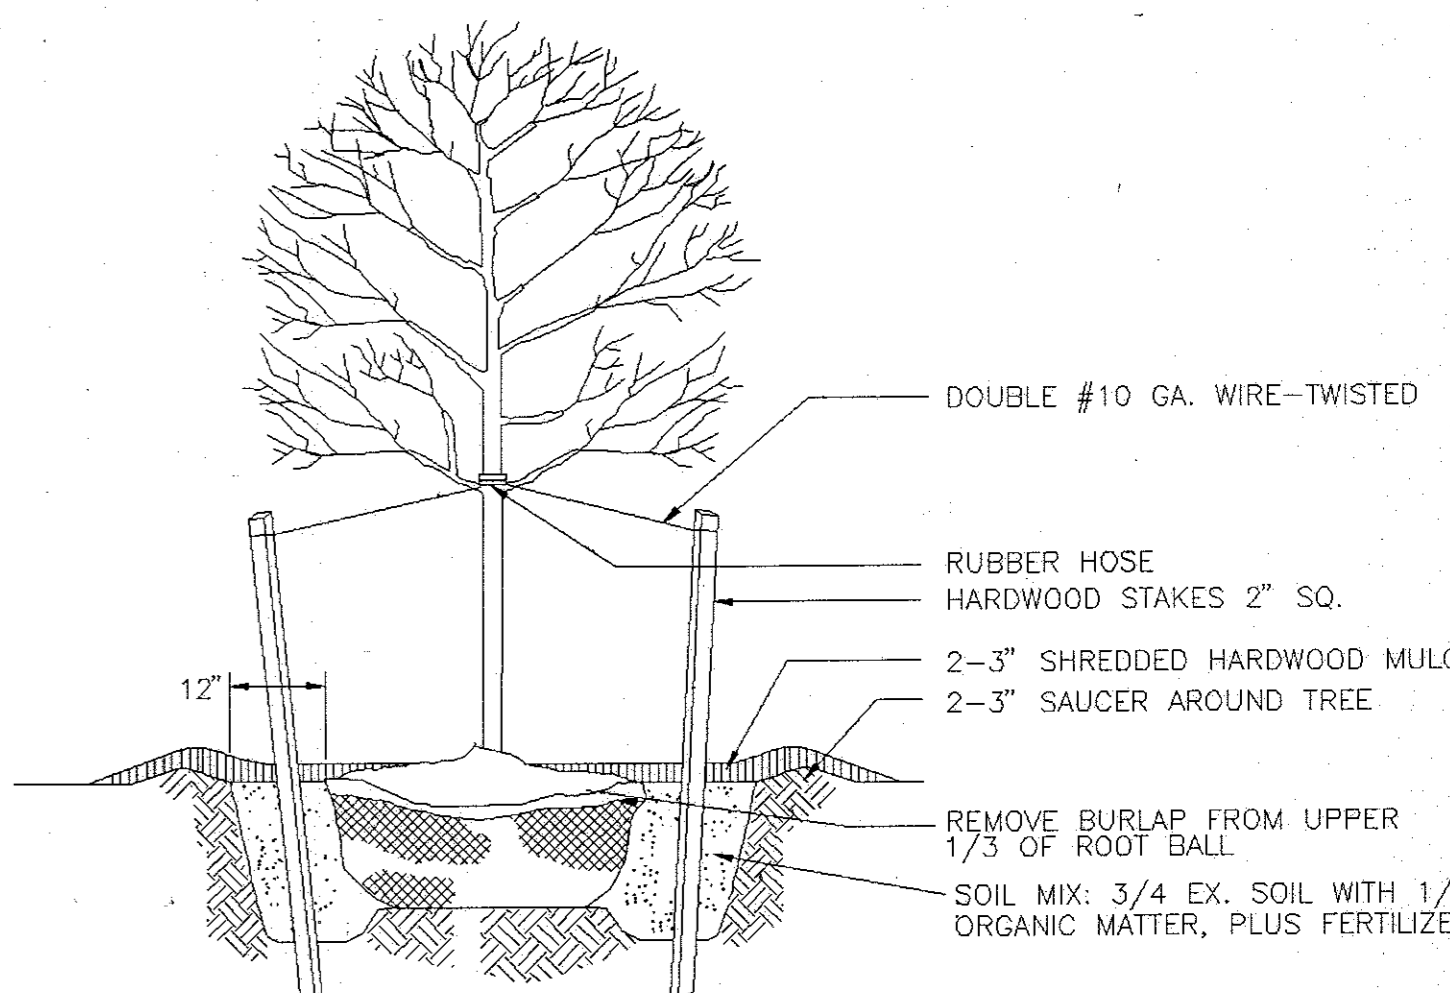 DOUBLE #10 GA. WIRE-TWISTED
RUBBER HOSE
HARDWOOD STAKES 2" SQ.
12"
2-3" SHREDDED HARDWOOD
2-3" SAUCER AROUND TREE
REMOVE BURLAP FROM UPPER
1/3 OF ROOT BALL
SOIL MIX: 3/4 EX. SOIL WITH
ORGANIC MATTER, PLUS